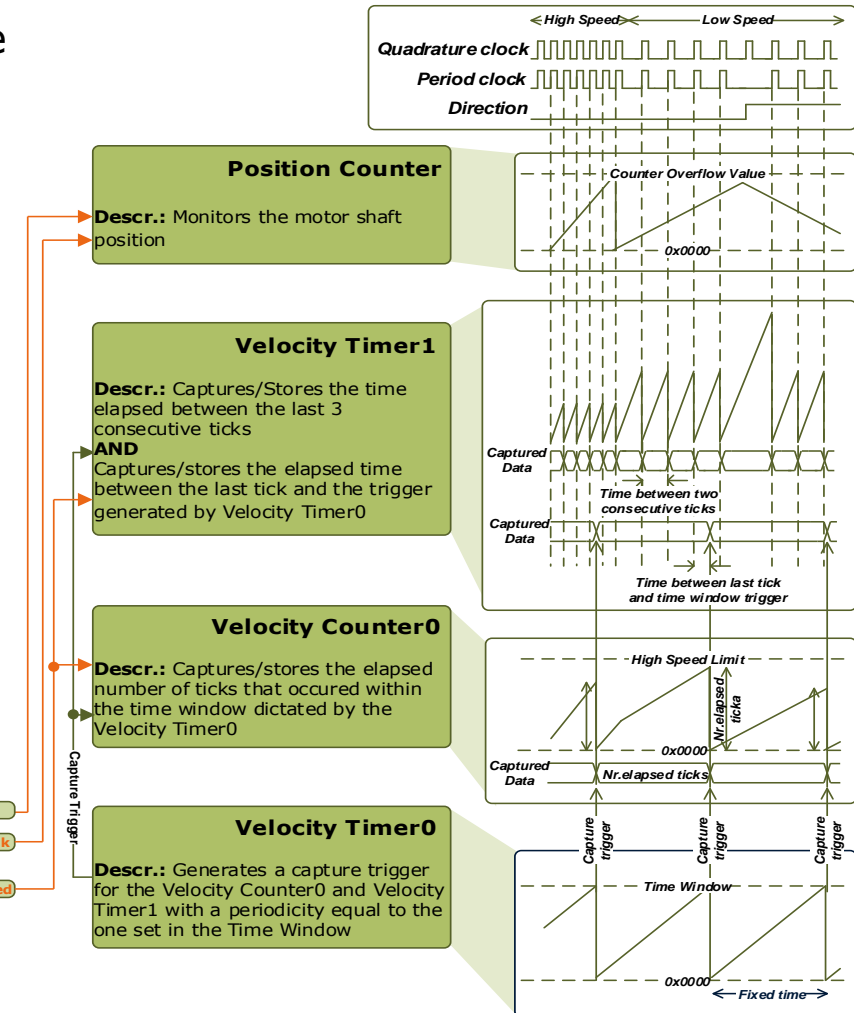 e
High Speed Low Speed
Quadrature clock
Period clock
Direction
Position Counter
Descr.: Monitors the motor shaft
position
Counter Overflow Value
0x0000
Velocity Timer1
Descr.: Captures/Stores the time
elapsed between the last 3
consecutive ticks
AND
Captures/stores the elapsed time
between the last tick and the trigger
generated by Velocity Timer0
Captured
Data
Time between two
consecutive ticks
Captured
Data
Time between last tick
and time window trigger
Velocity Counter0
Descr.: Captures/stores the elapsed
number of ticks that occured within
the time window dictated by the
Velocity Timer0
High Speed Limit
Nr.elapsed
ticka
0x0000
Captured
Data
Nr.elapsed ticks
Capture Trigger
k
ed
Velocity Timer0
Descr.: Generates a capture trigger
for the Velocity Counter0 and Velocity
Timer1 with a periodicity equal to the
one set in the Time Window
Capture
trigger
Capture
trigger
Capture
trigger
Time Window
0x0000
Fixed time